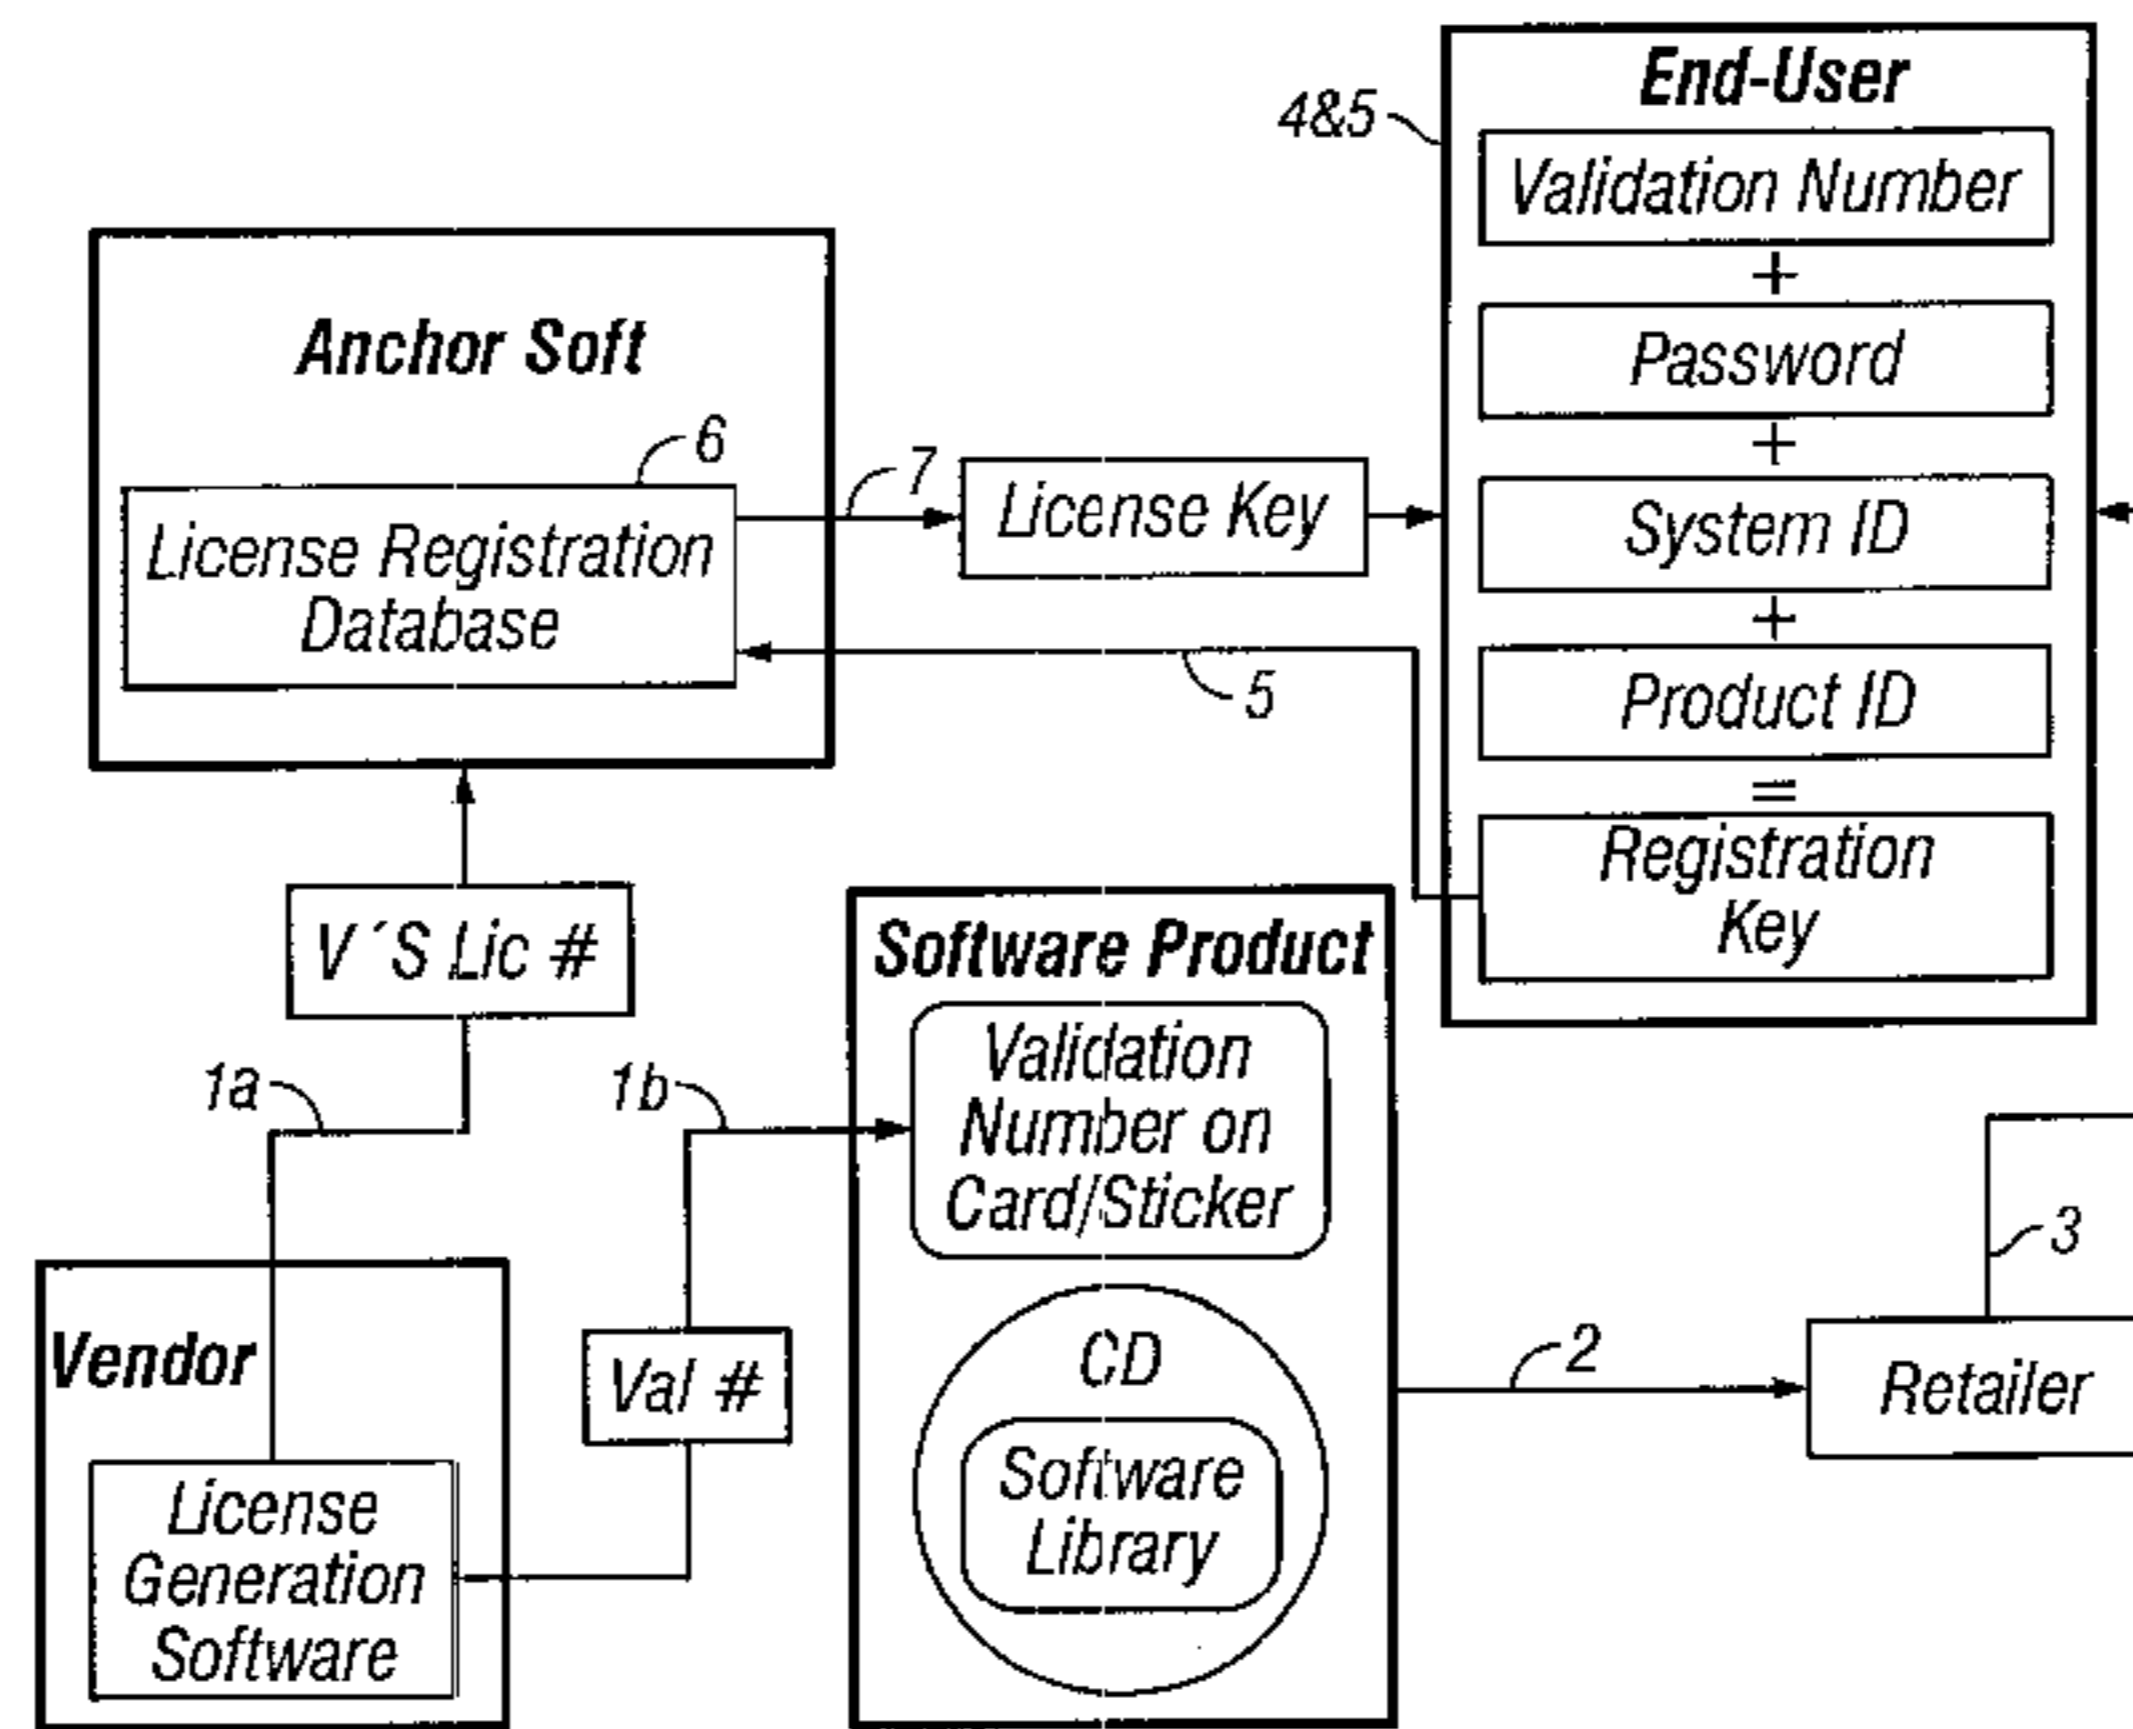 End-User
4&5
Validation Number
+
Password
+
System ID
+
Product ID
=
Registration
Key
Anchor Soft
6
License Registration
Database
7
License Key
5
V´S Lic #
1a
1b
Software Product
Validation
Number on
Card/Sticker
CD
Software
Library
Vendor
License
Generation
Software
Val #
2
3
Retailer